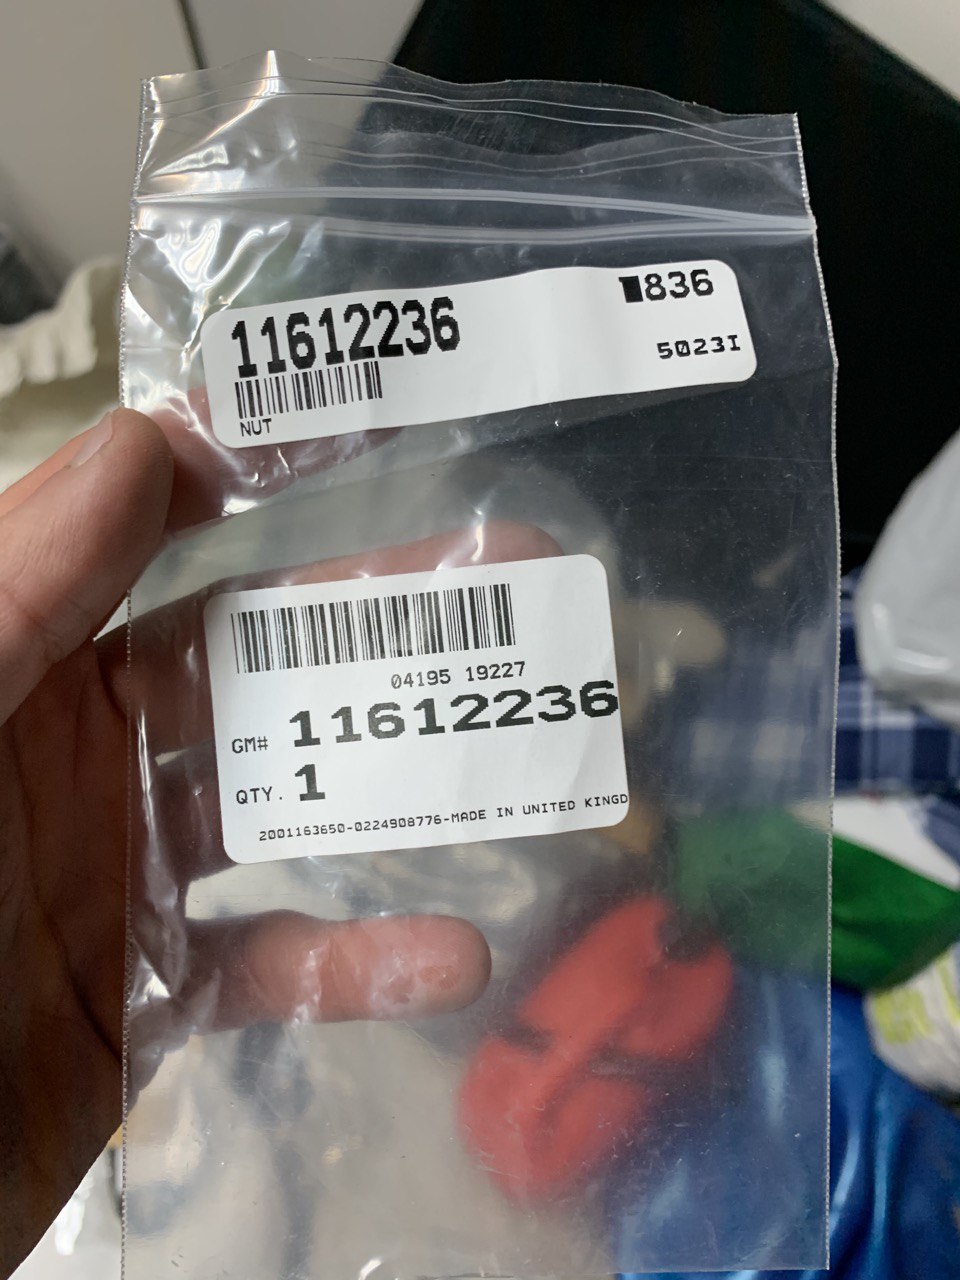 11612236
■836
5023I
NUT
04195 19227
GM# 11612236
QTY. 1
2001163650-0224908776-MADE IN UNITED KINGD